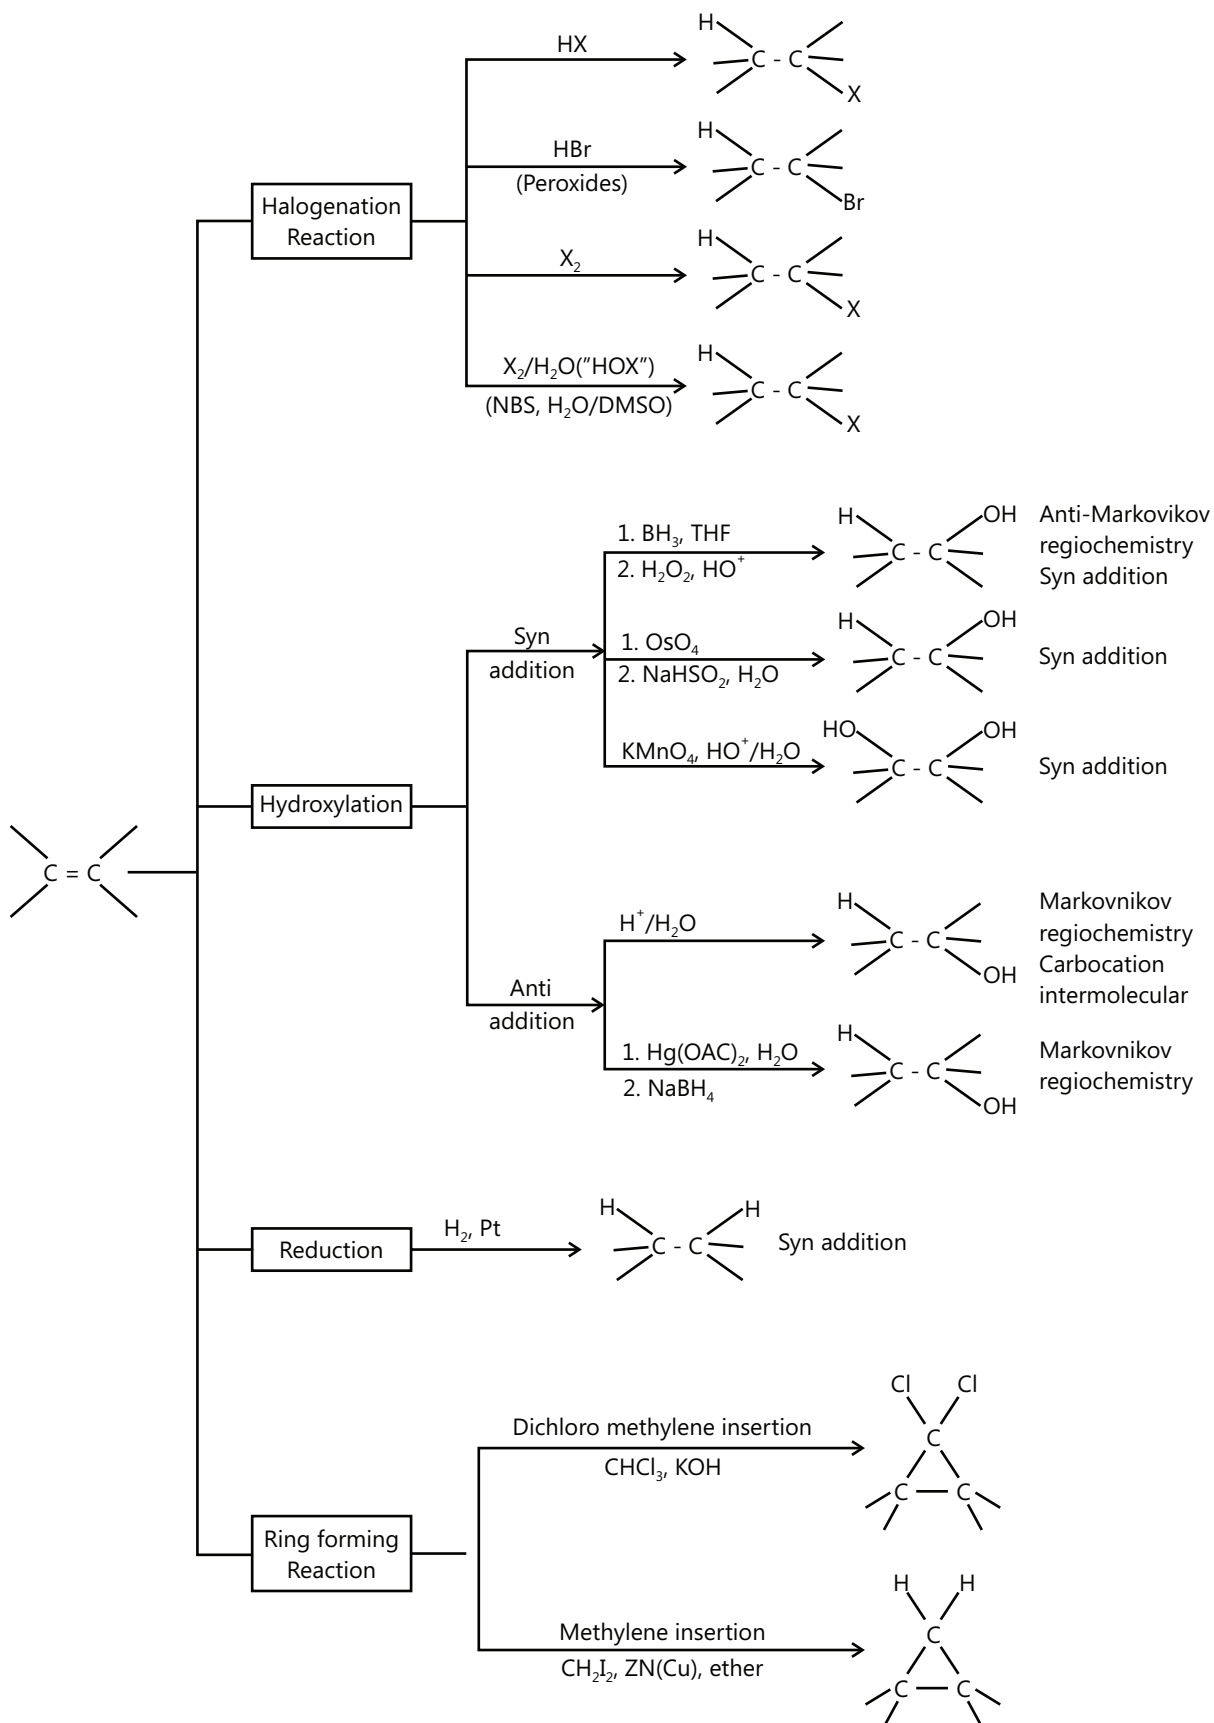 HX
H
C - C
X
HBr
(Peroxides)
H
C - C
Br
Halogenation
Reaction
X₂
H
C - C
X
X₂/H₂O("HOX")
(NBS, H₂O/DMSO)
H
C - C
X
Syn
addition
1. BH₃, THF
2. H₂O₂, HO⁺
H
OH
C - C
Anti-Markovikov
regiochemistry
Syn addition
1. OsO₄
2. NaHSO₂, H₂O
H
OH
C - C
Syn addition
KMnO₄, HO⁺/H₂O
HO
OH
C - C
Syn addition
Hydroxylation
C = C
Anti
addition
H⁺/H₂O
H
C - C
OH
Markovnikov
regiochemistry
Carbocation
intermolecular
1. Hg(OAC)₂, H₂O
2. NaBH₄
H
C - C
OH
Markovnikov
regiochemistry
Reduction
H₂, Pt
H
H
C - C
Syn addition
Ring forming
Reaction
Dichloro methylene insertion
CHCl₃, KOH
Cl Cl
C
C C
Methylene insertion
CH₂I₂, ZN(Cu), ether
H H
C
C C